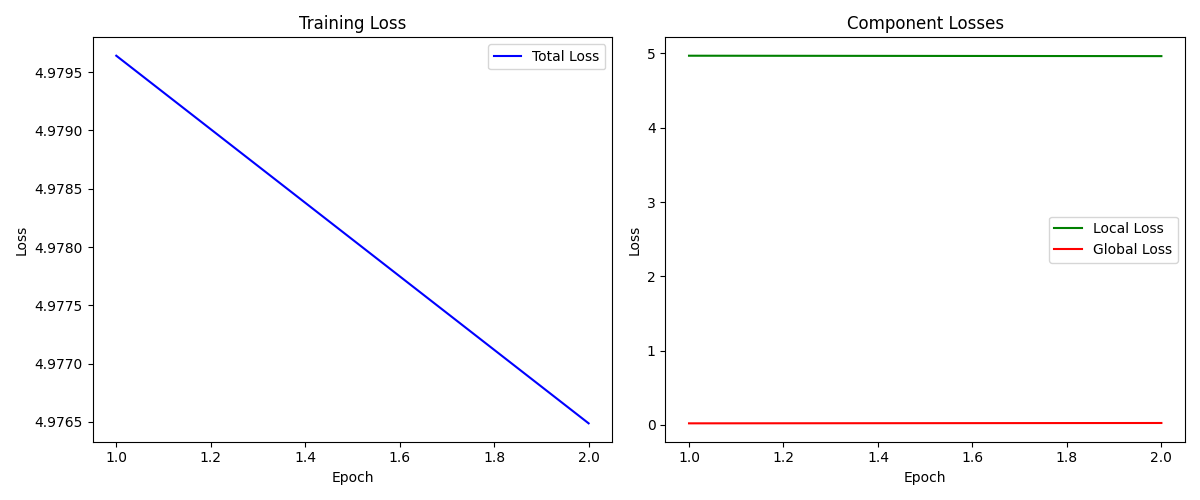 Training Loss
Total Loss
4.9795
4.9790
4.9785
4.9780
4.9775
4.9770
4.9765
Loss
1.0 1.2 1.4 1.6 1.8 2.0
Epoch
Component Losses
Local Loss
Global Loss
5
4
3
2
1
0
Loss
1.0 1.2 1.4 1.6 1.8 2.0
Epoch